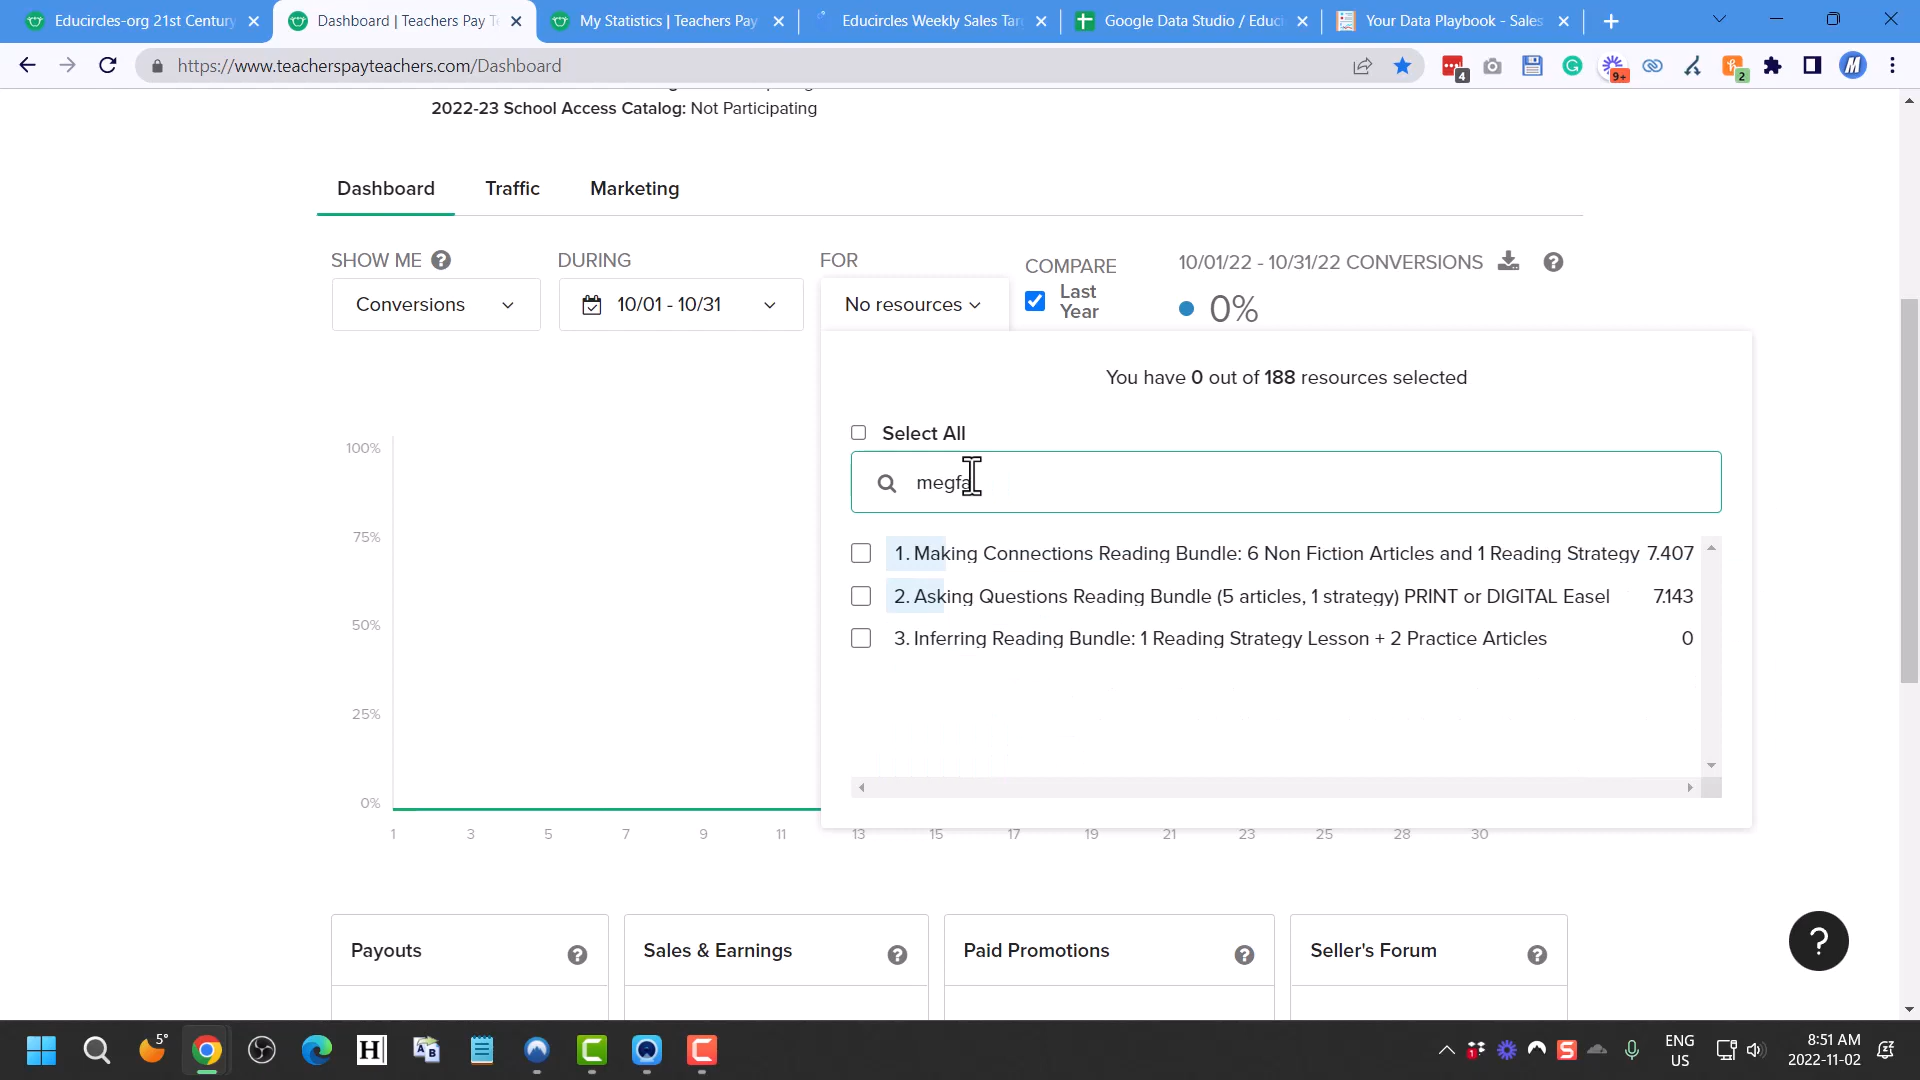 Educircles-org 21st Century
Dashboard | Teachers Pay T
My Statistics | Teachers Pay
Educircles Weekly Sales Tar
Google Data Studio / Educi
Your Data Playbook - Sales
https://www.teacherspayteachers.com/Dashboard
4
9+
2
M
2022-23 School Access Catalog: Not Participating
Dashboard
Traffic
Marketing
SHOW ME
DURING
FOR
COMPARE
10/01/22 - 10/31/22 CONVERSIONS
Conversions
10/01 - 10/31
No resources
Last
Year
0%
You have 0 out of 188 resources selected
Select All
megfa
1. Making Connections Reading Bundle: 6 Non Fiction Articles and 1 Reading Strategy 7.407
2. Asking Questions Reading Bundle (5 articles, 1 strategy) PRINT or DIGITAL Easel 7.143
3. Inferring Reading Bundle: 1 Reading Strategy Lesson + 2 Practice Articles 0
100%
75%
50%
25%
0%
1 3 5 7 9 11 13 15 17 19 21 23 25 28 30
Payouts
Sales & Earnings
Paid Promotions
Seller's Forum
5°
H
ENG
US
8:51 AM
2022-11-02